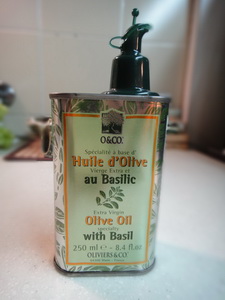 O&CO.
Spécialité à base d'
Huile d'Olive
Vierge Extra et
au Basilic
Extra Virgin
Olive Oil
specialty
with Basil
250 ml e - 8.4 fl.oz
OLIVIERS&CO.